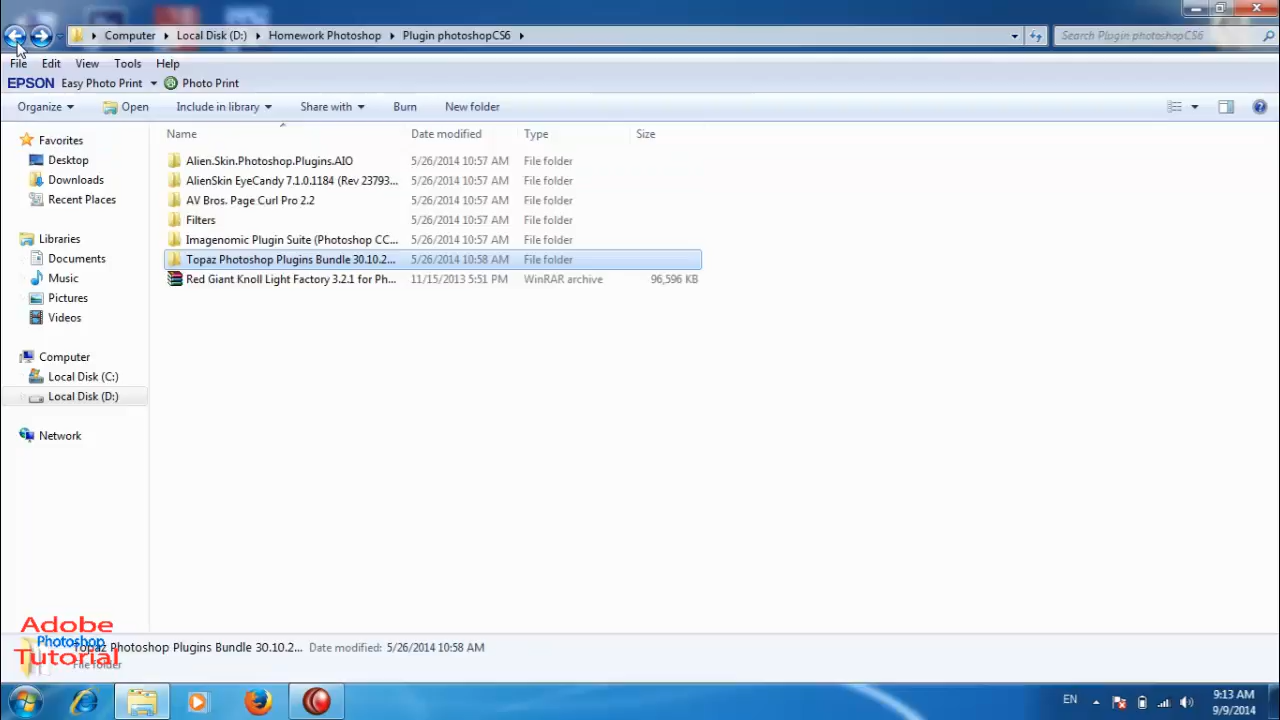 Computer Local Disk (D:) Homework Photoshop Plugin photoshopCS6 Search Plugin photoshopCS6
File Edit View Tools Help
EPSON Easy Photo Print Photo Print
Organize Open Include in library Share with Burn New folder
Name Date modified Type Size
Favorites
Desktop
Downloads
Recent Places
Libraries
Documents
Music
Pictures
Videos
Computer
Local Disk (C:)
Local Disk (D:)
Network
Alien.Skin.Photoshop.Plugins.AIO 5/26/2014 10:57 AM File folder
AlienSkin EyeCandy 7.1.0.1184 (Rev 23793... 5/26/2014 10:57 AM File folder
AV Bros. Page Curl Pro 2.2 5/26/2014 10:57 AM File folder
Filters 5/26/2014 10:57 AM File folder
Imagenomic Plugin Suite (Photoshop CC... 5/26/2014 10:57 AM File folder
Topaz Photoshop Plugins Bundle 30.10.2... 5/26/2014 10:58 AM File folder
Red Giant Knoll Light Factory 3.2.1 for Ph... 11/15/2013 5:51 PM WinRAR archive 96,596 KB
Adobe
Photoshop
Tutorial
Topaz Photoshop Plugins Bundle 30.10.2... Date modified: 5/26/2014 10:58 AM
File folder
EN
9:13 AM
9/9/2014